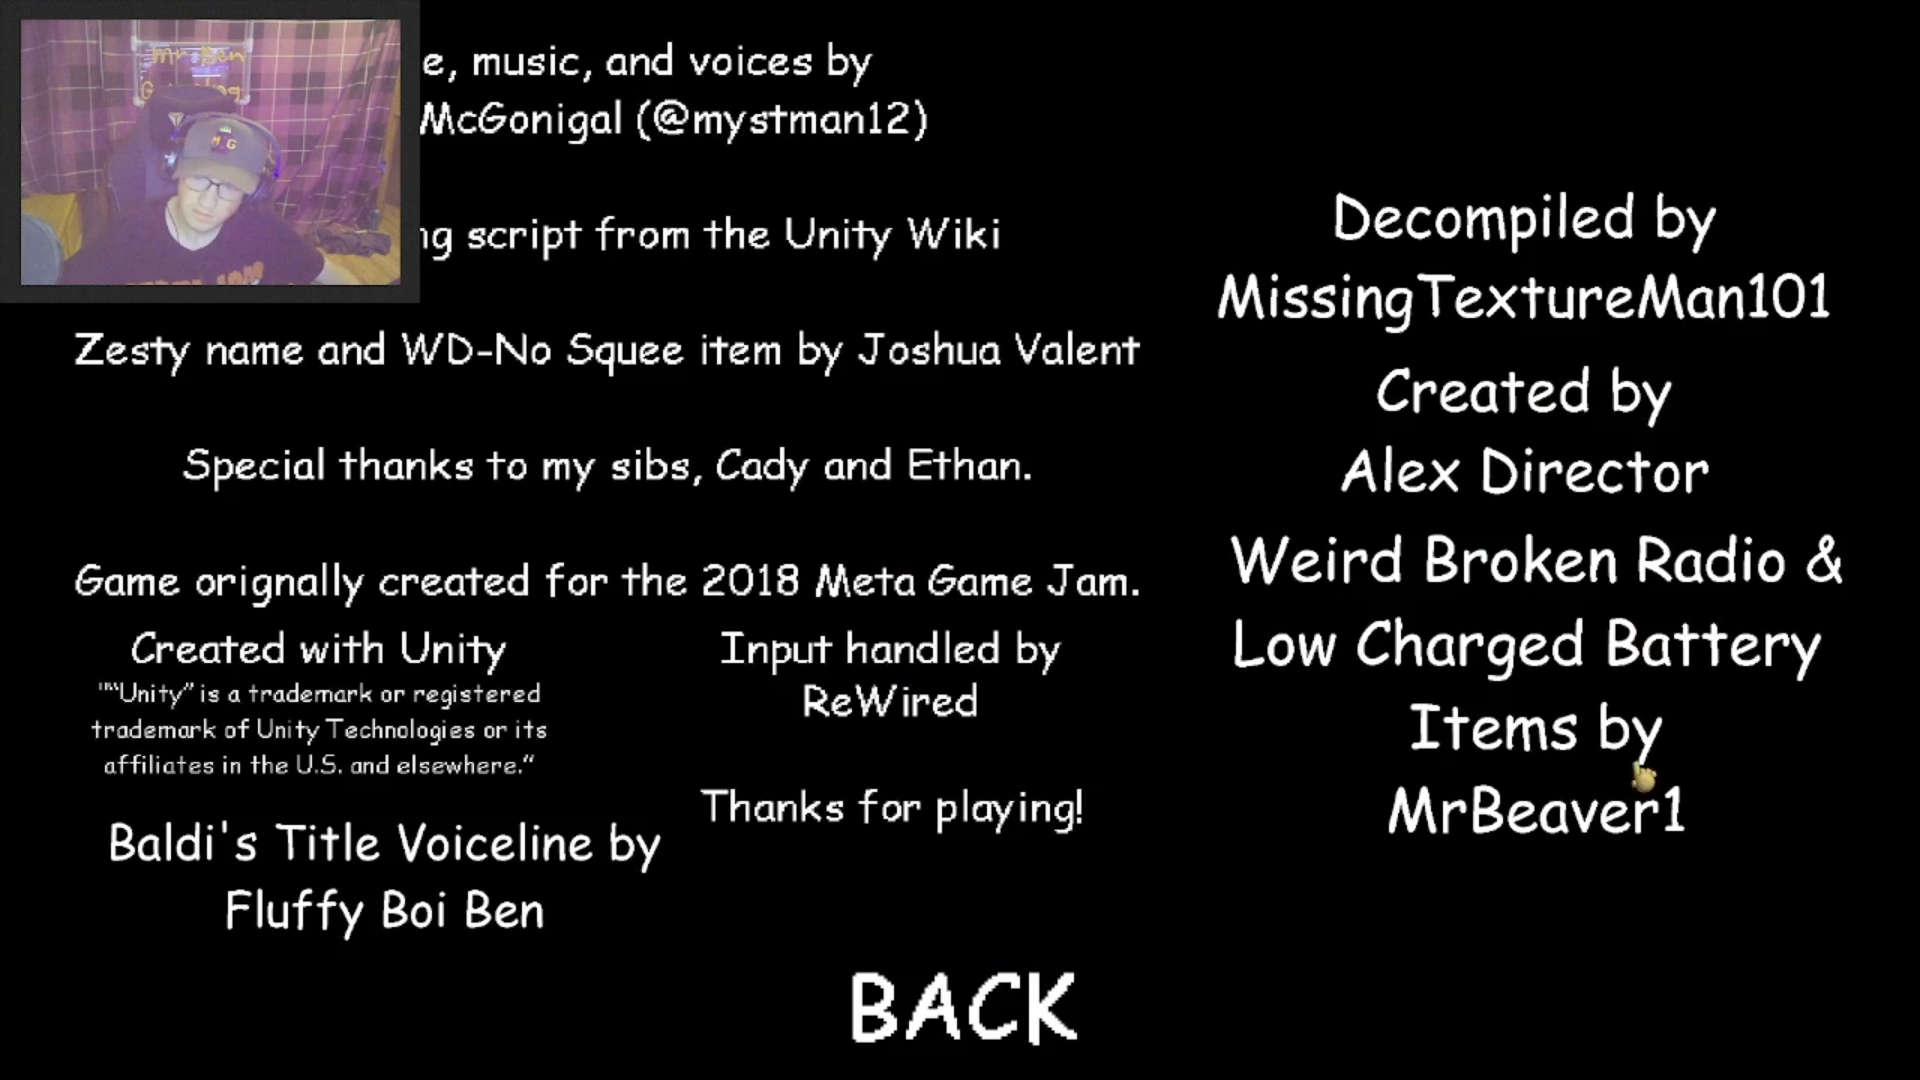 Mr Ben
e, music, and voices by
McGonigal (@mystman12)
ng script from the Unity Wiki
Zesty name and WD-No Squee item by Joshua Valent
Special thanks to my sibs, Cady and Ethan.
Game orignally created for the 2018 Meta Game Jam.
Created with Unity
"“Unity” is a trademark or registered
trademark of Unity Technologies or its
affiliates in the U.S. and elsewhere.”
Input handled by
ReWired
Thanks for playing!
Baldi's Title Voiceline by
Fluffy Boi Ben
Decompiled by
MissingTextureMan101
Created by
Alex Director
Weird Broken Radio &
Low Charged Battery
Items by
MrBeaver1
BACK